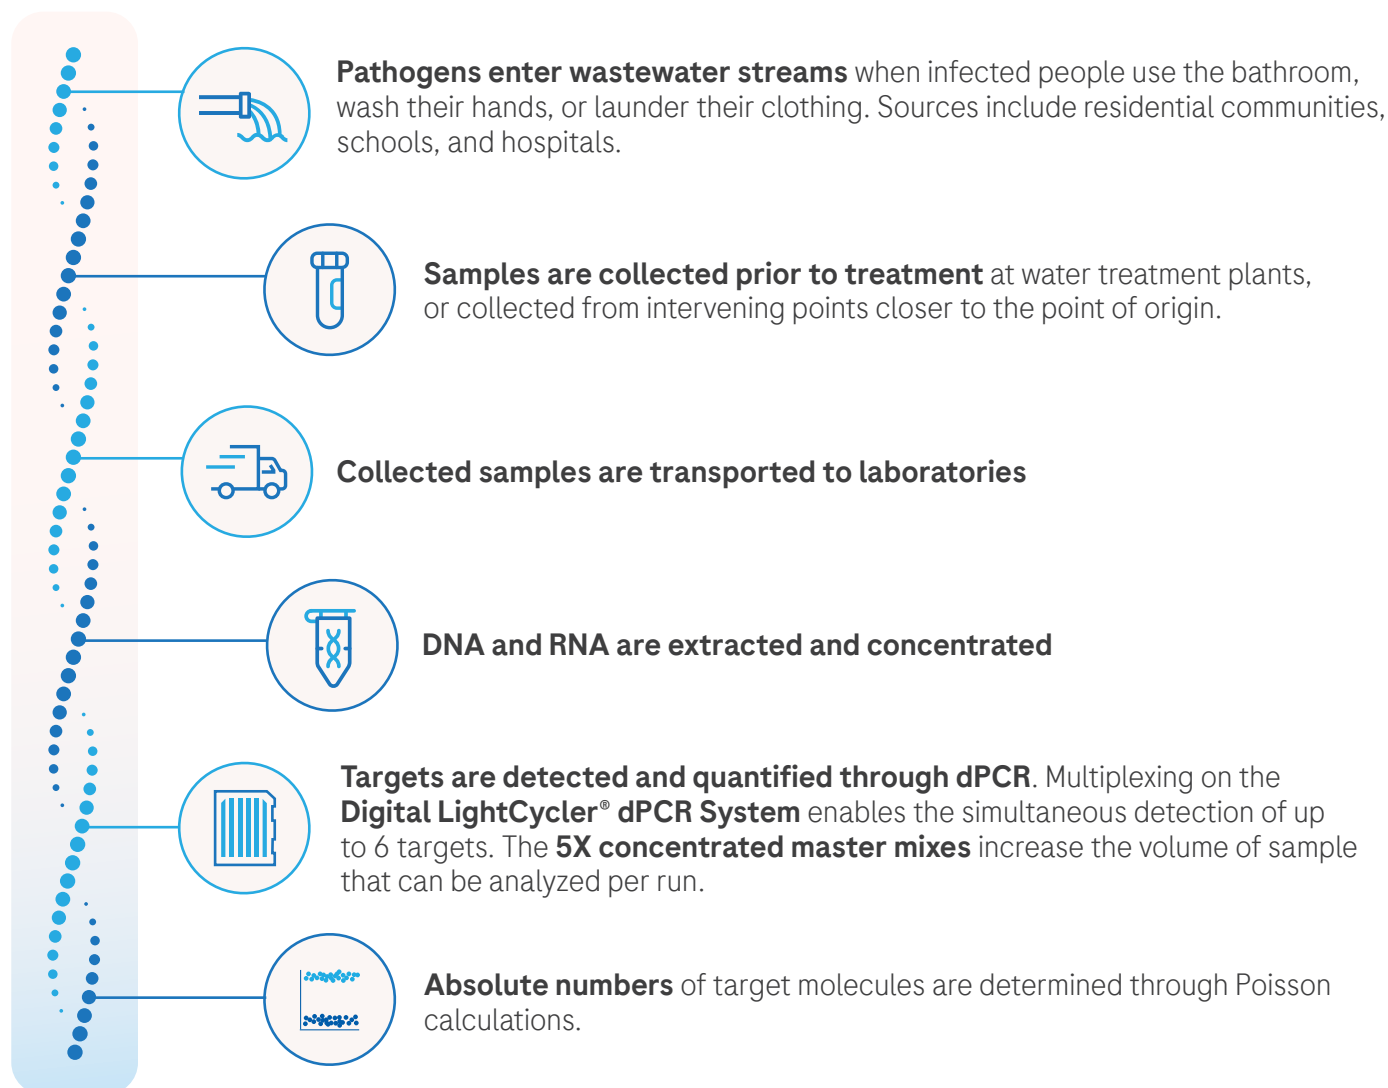 Pathogens enter wastewater streams when infected people use the bathroom,
wash their hands, or launder their clothing. Sources include residential communities,
schools, and hospitals.
Samples are collected prior to treatment at water treatment plants,
or collected from intervening points closer to the point of origin.
Collected samples are transported to laboratories
DNA and RNA are extracted and concentrated
Targets are detected and quantified through dPCR. Multiplexing on the
Digital LightCycler® dPCR System enables the simultaneous detection of up
to 6 targets. The 5X concentrated master mixes increase the volume of sample
that can be analyzed per run.
Absolute numbers of target molecules are determined through Poisson
calculations.